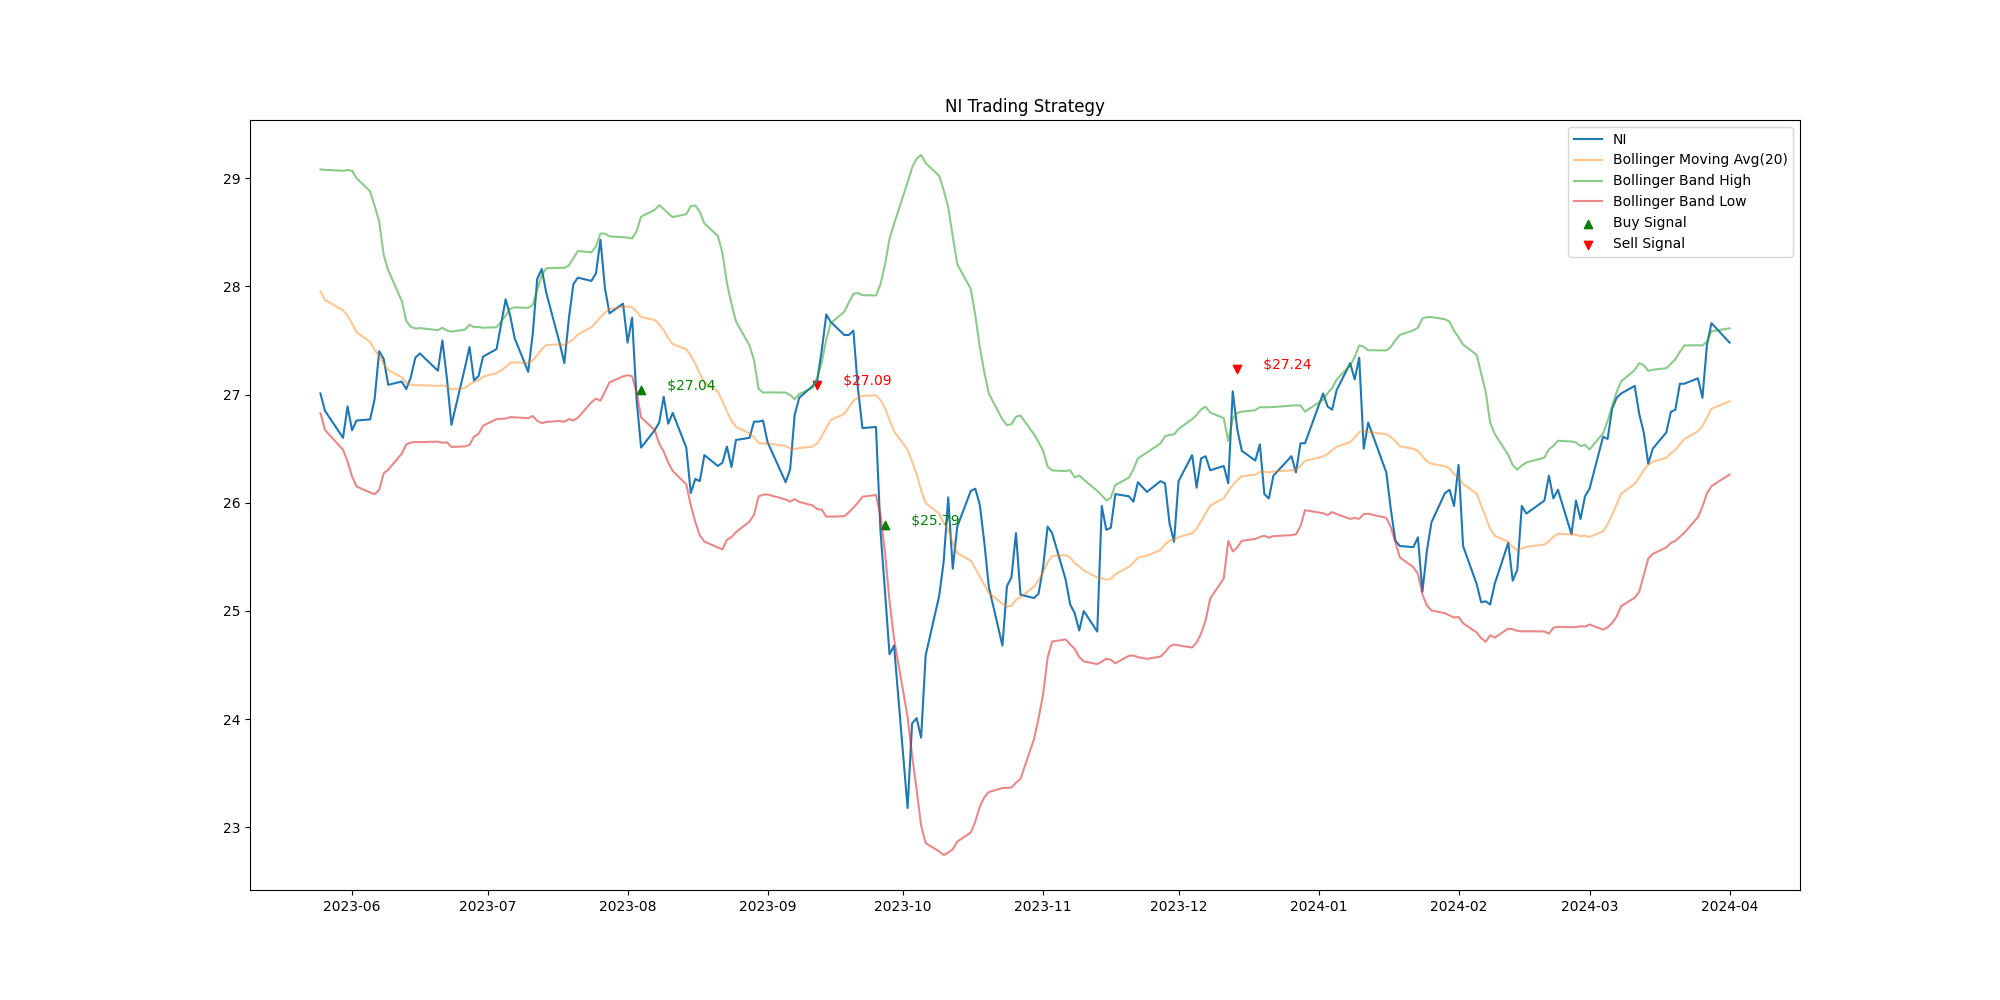 NI Trading Strategy
NI
Bollinger Moving Avg(20)
Bollinger Band High
Bollinger Band Low
Buy Signal
Sell Signal
29
28
27
26
25
24
23
$27.04
$27.09
$25.79
$27.24
2023-06 2023-07 2023-08 2023-09 2023-10 2023-11 2023-12 2024-01 2024-02 2024-03 2024-04